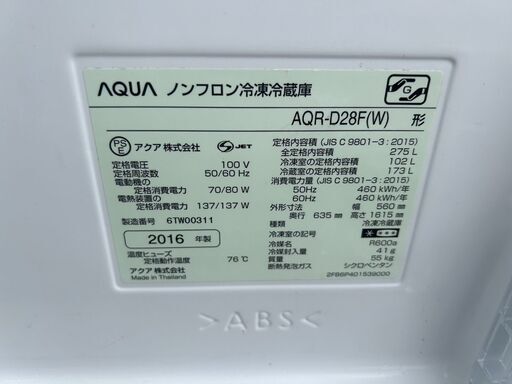 AQUA ノンフロン冷凍冷蔵庫
AQR-D28F(W) 形
PS
E
アクア株式会社 S JET
定格電圧 100 V
定格周波数 50/60 Hz
電動機の
定格消費電力 70/80 W
電熱装置の
定格消費電力 137/137 W
製造番号 6TW00311
2016 年製
温度ヒューズ
定格動作温度 76℃
アクア株式会社
Made in Thailand
G
定格内容積 (JIS C 9801-3:2015)
全定格内容積 275 L
冷凍室の定格内容積 102 L
冷蔵室の定格内容積 173 L
消費電力量 (JIS C 9801-3:2015)
50Hz 460 kWh/年
60Hz 460 kWh/年
外形寸法 幅 560 mm
奥行 635 mm 高さ 1615 mm
種類 冷凍冷蔵庫
冷凍室の記号
冷媒名 R600a
冷媒封入量 41g
質量 55 kg
断熱発泡ガス シクロペンタン
2FB6P401539000
>ABS<